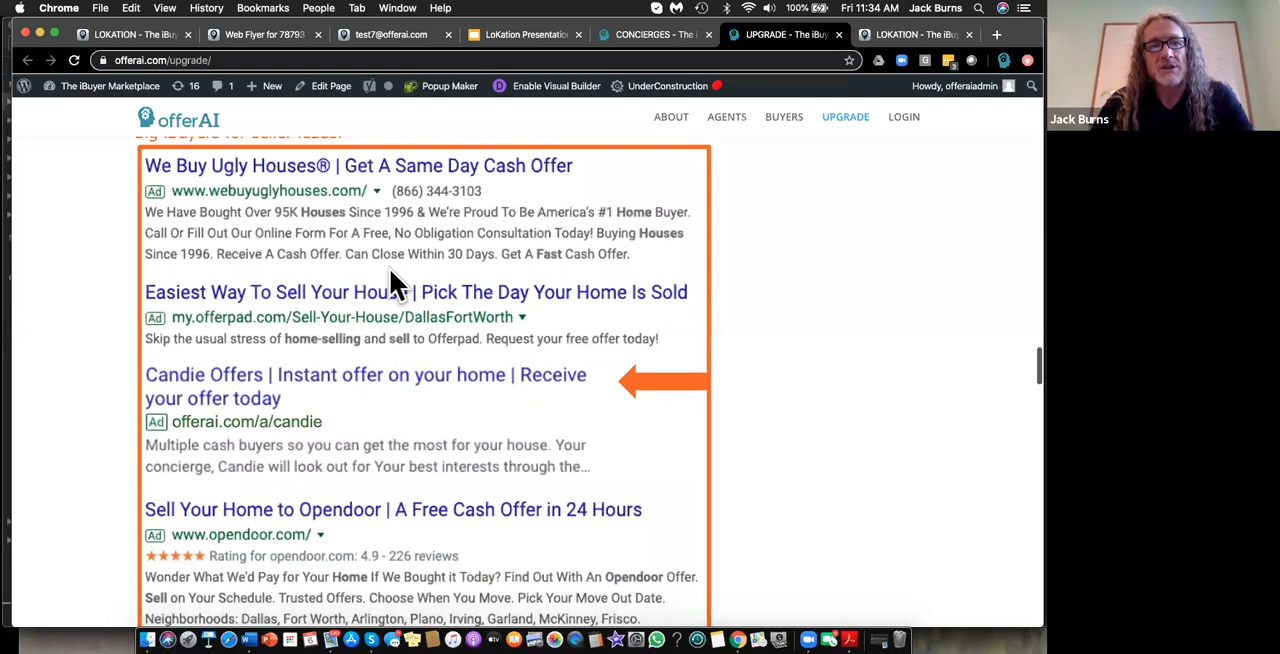 Chrome File Edit View History Bookmarks People Tab Window Help 100% Fri 11:34 AM Jack Burns
LOKATION - The iBuy Web Flyer for 78793 test7@offerai.com LoKation Presentation CONCIERGES - The UPGRADE - The iBuy LOKATION - The iBuy
offerai.com/upgrade/
The iBuyer Marketplace 16 1 + New Edit Page Popup Maker Enable Visual Builder UnderConstruction Howdy, offeraiadmin
offerAI ABOUT AGENTS BUYERS UPGRADE LOGIN
We Buy Ugly Houses® | Get A Same Day Cash Offer
Ad www.webuyuglyhouses.com/ (866) 344-3103
We Have Bought Over 95K Houses Since 1996 & We're Proud To Be America's #1 Home Buyer.
Call Or Fill Out Our Online Form For A Free, No Obligation Consultation Today! Buying Houses
Since 1996. Receive A Cash Offer. Can Close Within 30 Days. Get A Fast Cash Offer.
Easiest Way To Sell Your House | Pick The Day Your Home Is Sold
Ad my.offerpad.com/Sell-Your-House/DallasFortWorth
Skip the usual stress of home-selling and sell to Offerpad. Request your free offer today!
Candie Offers | Instant offer on your home | Receive
your offer today
Ad offerai.com/a/candie
Multiple cash buyers so you can get the most for your house. Your
concierge, Candie will look out for Your best interests through the...
Sell Your Home to Opendoor | A Free Cash Offer in 24 Hours
Ad www.opendoor.com/
Rating for opendoor.com: 4.9 - 226 reviews
Wonder What We'd Pay for Your Home If We Bought it Today? Find Out With An Opendoor Offer.
Sell on Your Schedule. Trusted Offers. Choose When You Move. Pick Your Move Out Date.
Neighborhoods: Dallas, Fort Worth, Arlington, Plano, Irving, Garland, McKinney, Frisco.
Jack Burns